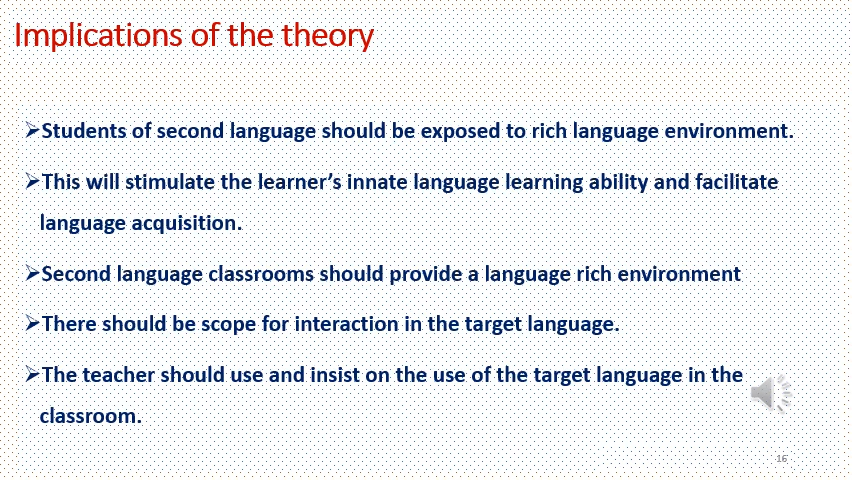 Implications of the theory
➢Students of second language should be exposed to rich language environment.
➢This will stimulate the learner’s innate language learning ability and facilitate
language acquisition.
➢Second language classrooms should provide a language rich environment
➢There should be scope for interaction in the target language.
➢The teacher should use and insist on the use of the target language in the
classroom.
16